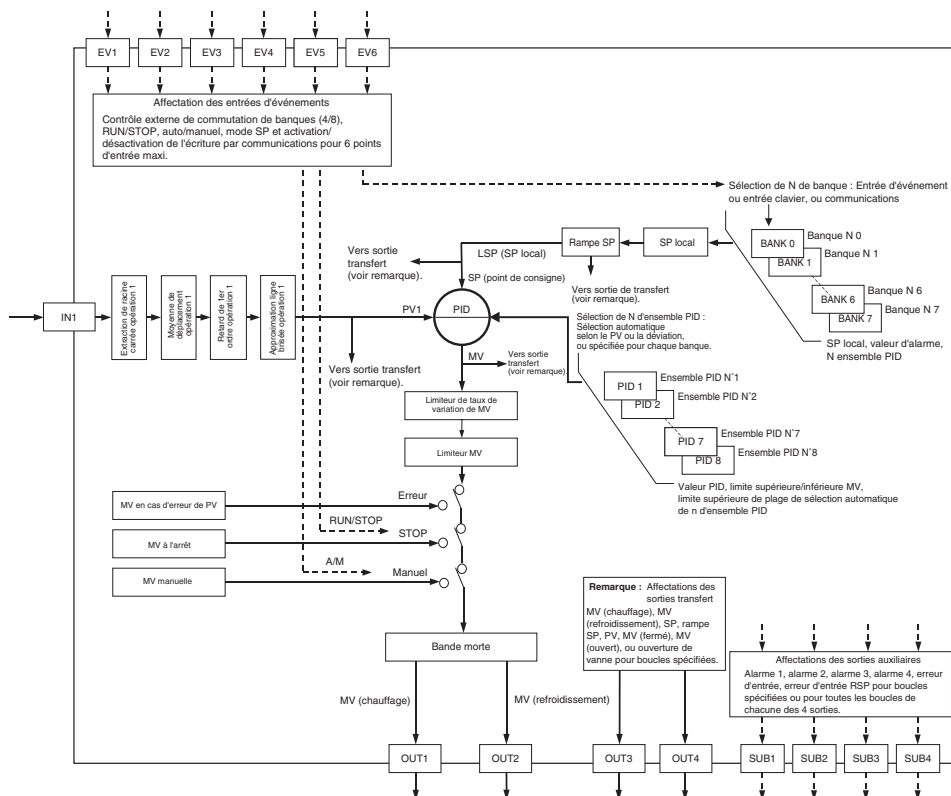 EV1
EV2
EV3
EV4
EV5
EV6
Affectation des entrées d'événements
Contrôle externe de commutation de banques (4/8),
RUN/STOP, auto/manuel, mode SP et activation/
désactivation de l'écriture par communications pour 6 points
d'entrée maxi.
Sélection de N de banque : Entrée d'événement
ou entrée clavier, ou communications
BANK 0
Banque N 0
BANK 1
Banque N 1
BANK 6
Banque N 6
BANK 7
Banque N 7
SP local, valeur d'alarme,
N ensemble PID
SP local
Rampe SP
LSP (SP local)
Vers sortie
transfert
(voir remarque).
SP (point de consigne)
Vers sortie de transfert
(voir remarque).
IN1
Extraction de racine
carrée opération 1
Moyenne de
déplacement
opération 1
Retard de 1er
ordre opération 1
Approximation ligne
brisée opération 1
PV1
PID
Vers sortie de transfert
(voir remarque).
MV
Vers sortie
transfert
(voir remarque).
Sélection de N d'ensemble PID :
Sélection automatique
selon le PV ou la déviation,
ou spécifiée pour chaque banque.
PID 1
Ensemble PID N°1
PID 2
Ensemble PID N°2
PID 7
Ensemble PID N°7
PID 8
Ensemble PID N°8
Valeur PID, limite supérieure/inférieure MV,
limite supérieure de plage de sélection automatique
de n d'ensemble PID
Limiteur de taux de
variation de MV
Limiteur MV
MV en cas d'erreur de PV
Erreur
RUN/STOP
MV à l'arrêt
STOP
A/M
MV manuelle
Manuel
Bande morte
MV (chauffage)
MV (refroidissement)
Remarque : Affectations des
sorties transfert
MV (chauffage), MV
(refroidissement), SP, rampe
SP, PV, MV (fermé), MV
(ouvert), ou ouverture de
vanne pour boucles spécifiées.
Affectations des sorties auxiliaires
Alarme 1, alarme 2, alarme 3, alarme 4, erreur
d'entrée, erreur d'entrée RSP pour boucles
spécifiées ou pour toutes les boucles de
chacune des 4 sorties.
OUT1
OUT2
OUT3
OUT4
SUB1
SUB2
SUB3
SUB4